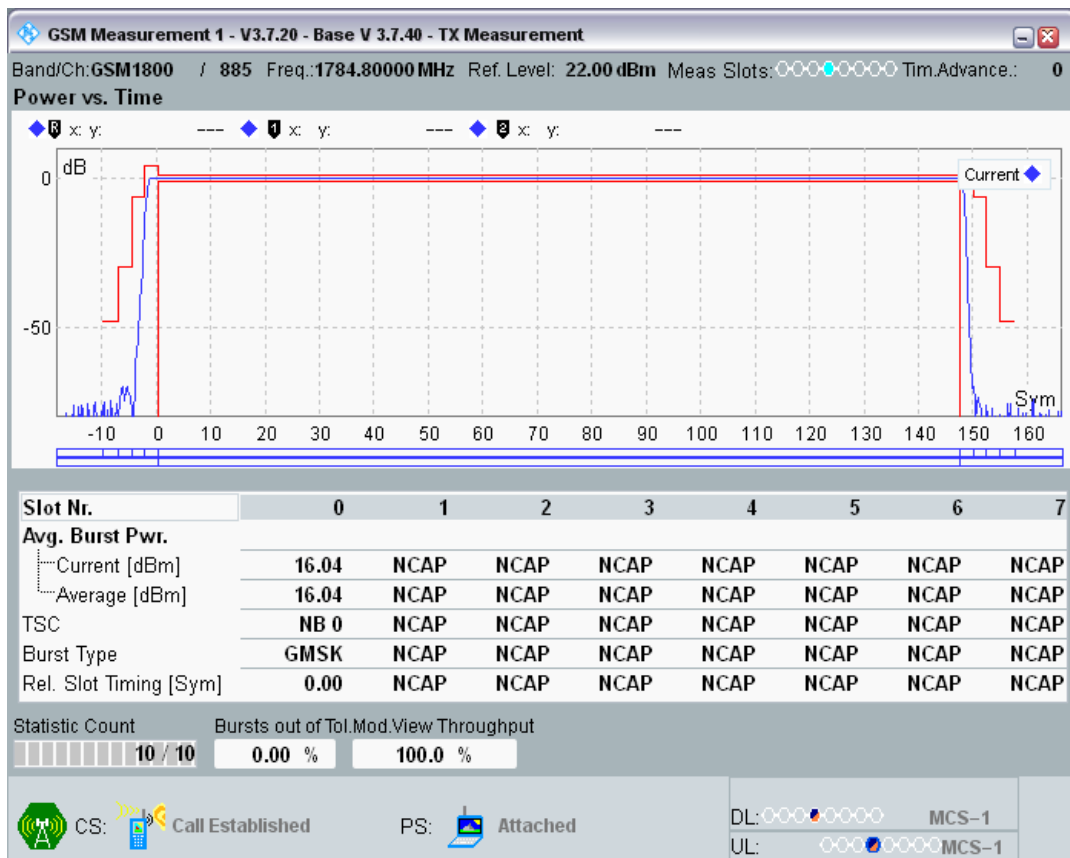 GSM Measurement 1 - V3.7.20 - Base V 3.7.40 - TX Measurement
Band/Ch:GSM1800 / 885 Freq.:1784.80000 MHz Ref. Level: 22.00 dBm Meas Slots: Tim.Advance.: 0
Power vs. Time
R x: y: --- 1 x: y: --- 2 x: y: ---
dB
Current
0
-50
Sym
-10 0 10 20 30 40 50 60 70 80 90 100 110 120 130 140 150 160
Slot Nr. 0 1 2 3 4 5 6 7
Avg. Burst Pwr.
Current [dBm] 16.04 NCAP NCAP NCAP NCAP NCAP NCAP NCAP
Average [dBm] 16.04 NCAP NCAP NCAP NCAP NCAP NCAP NCAP
TSC NB 0 NCAP NCAP NCAP NCAP NCAP NCAP NCAP
Burst Type GMSK NCAP NCAP NCAP NCAP NCAP NCAP NCAP
Rel. Slot Timing [Sym] 0.00 NCAP NCAP NCAP NCAP NCAP NCAP NCAP
Statistic Count Bursts out of Tol.Mod.View Throughput
10 / 10 0.00 % 100.0 %
CS: Call Established PS: Attached
DL: MCS-1
UL: MCS-1